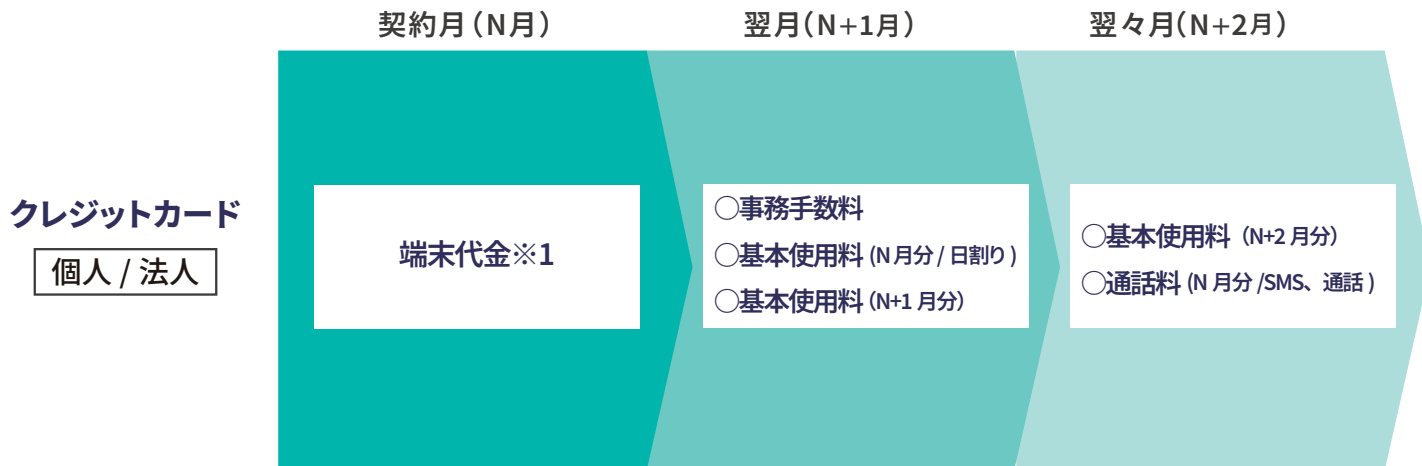 契約月（N月）
翌月（N+1月）
翌々月（N+2月）
クレジットカード
個人 / 法人
端末代金※1
○事務手数料
○基本使用料 (N 月分 / 日割り )
○基本使用料 (N+1 月分）
○基本使用料（N+2 月分）
○通話料 (N 月分 /SMS、通話 )